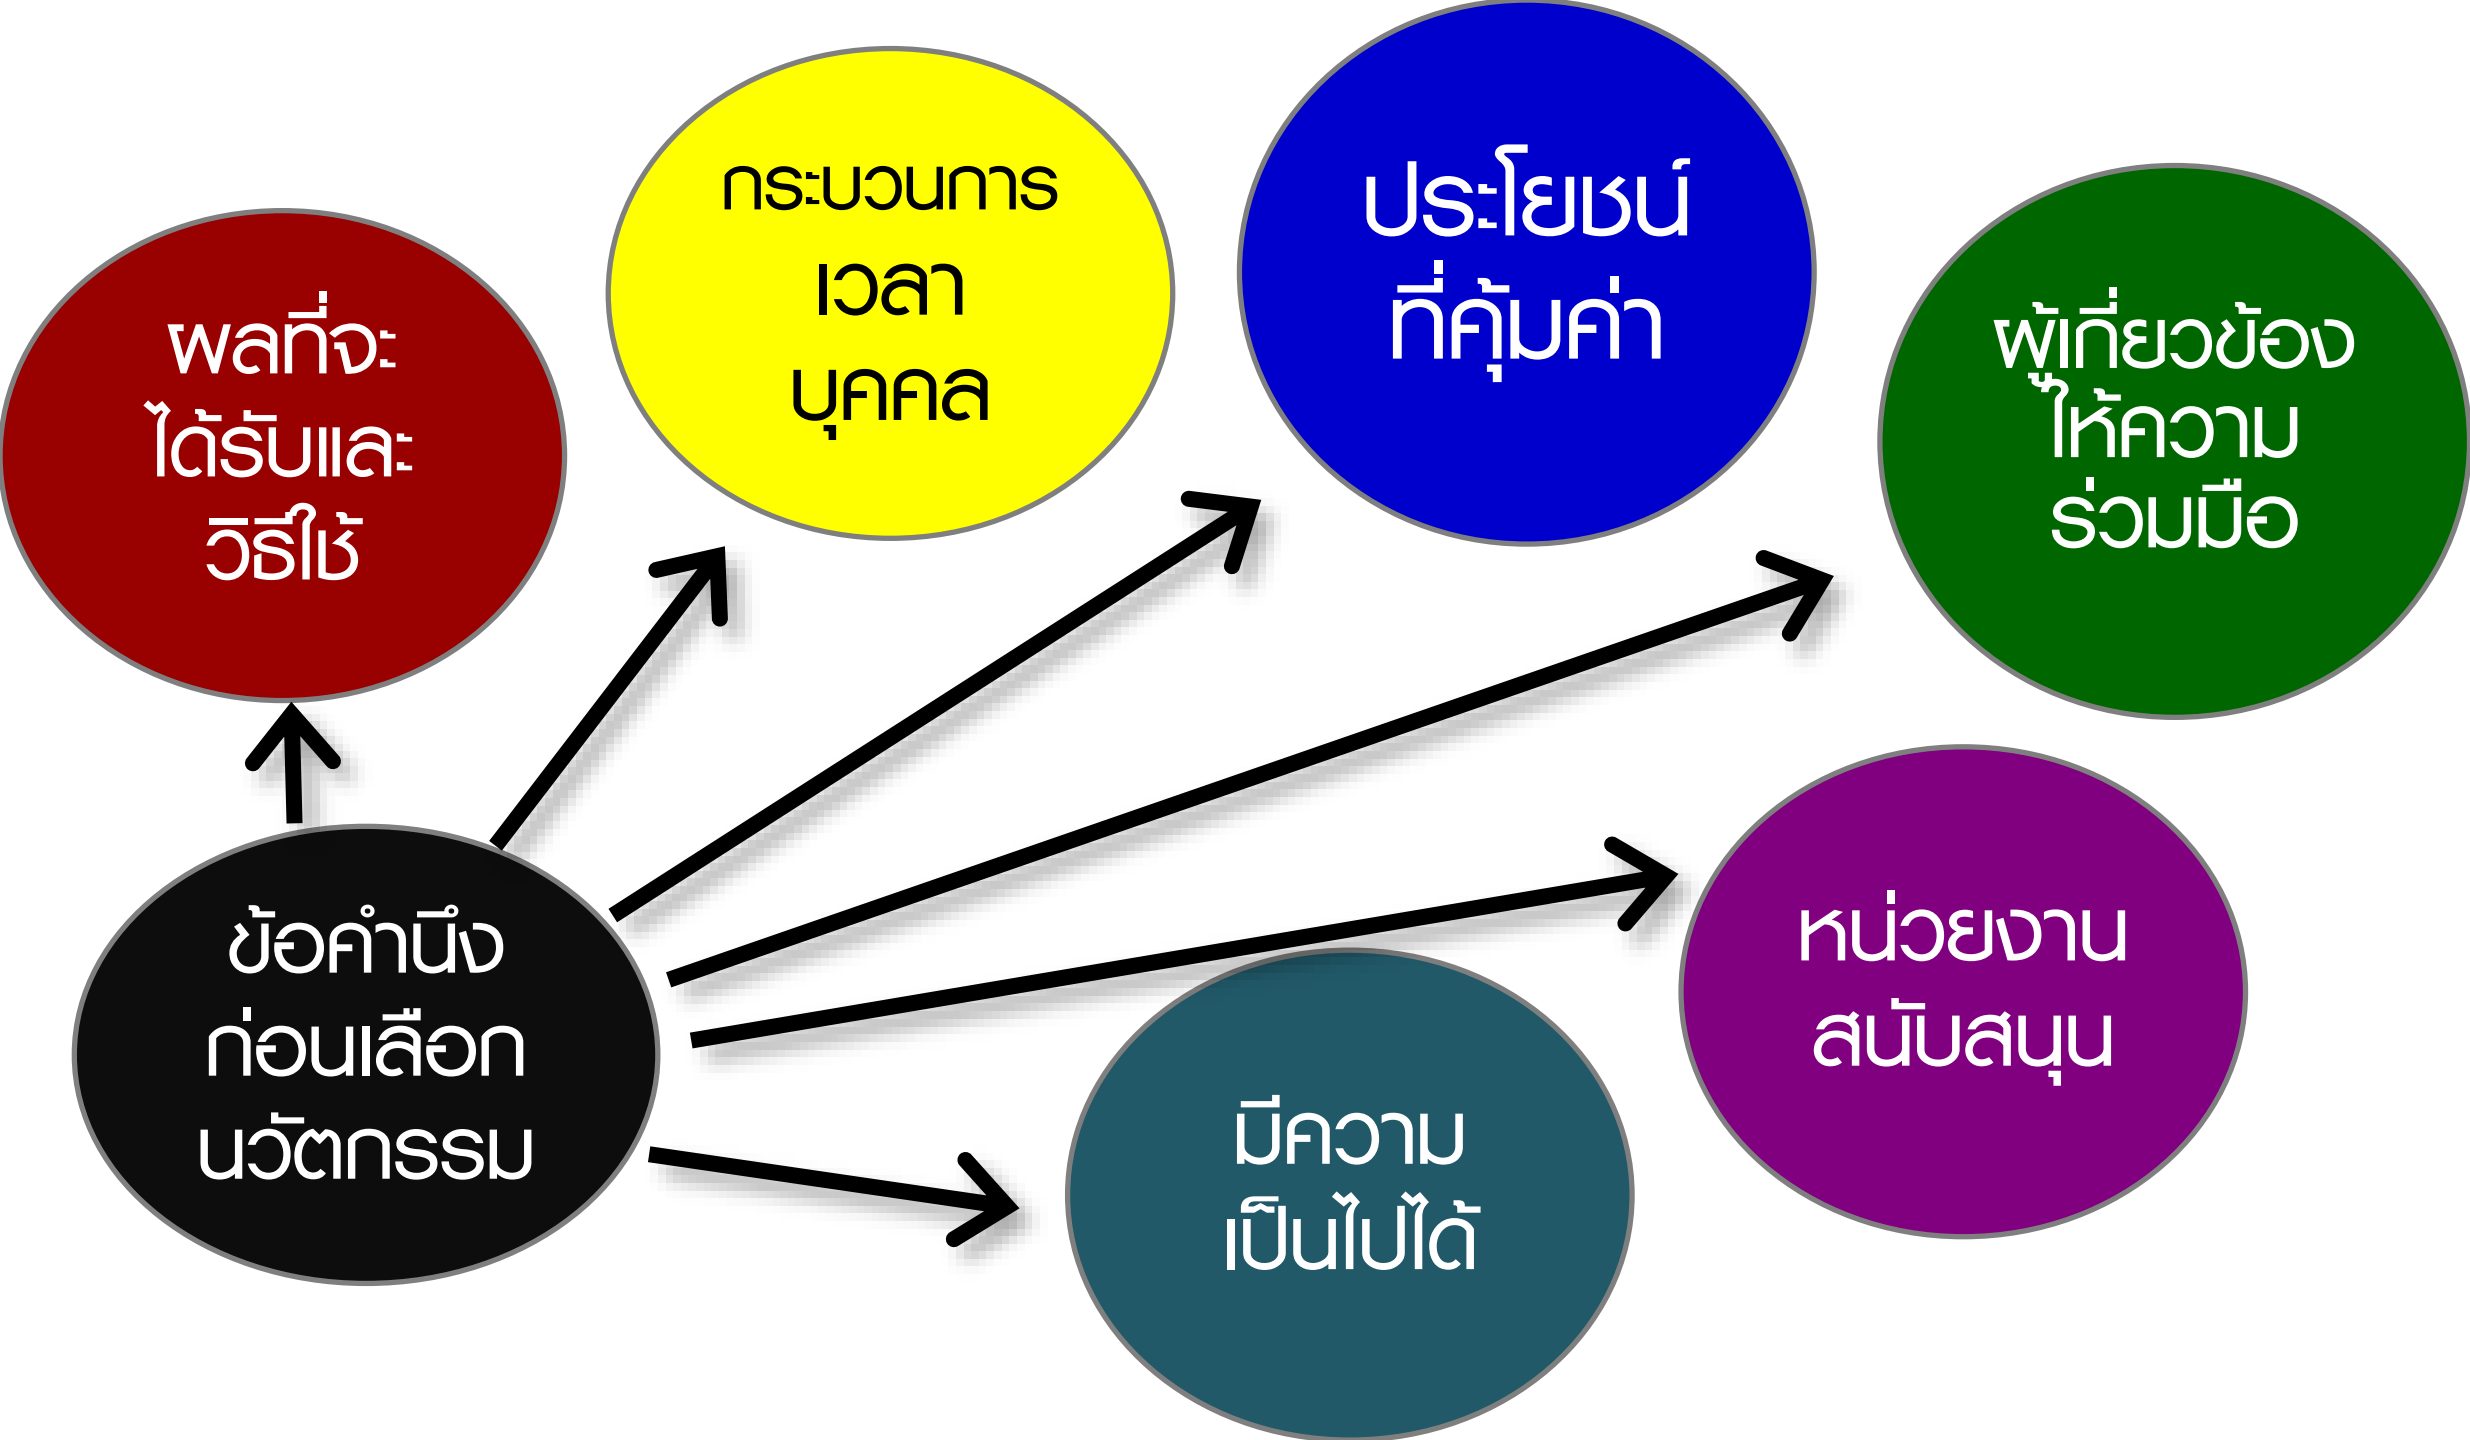 ผลที่จะ
ได้รับและ
วิธีใช้
กระบวนการ
เวลา
บุคคล
ประโยชน์
ที่คุ้มค่า
ผู้เกี่ยวข้อง
ให้ความ
ร่วมมือ
ข้อคำนึง
ก่อนเลือก
นวัตกรรม
หน่วยงาน
สนับสนุน
มีความ
เป็นไปได้